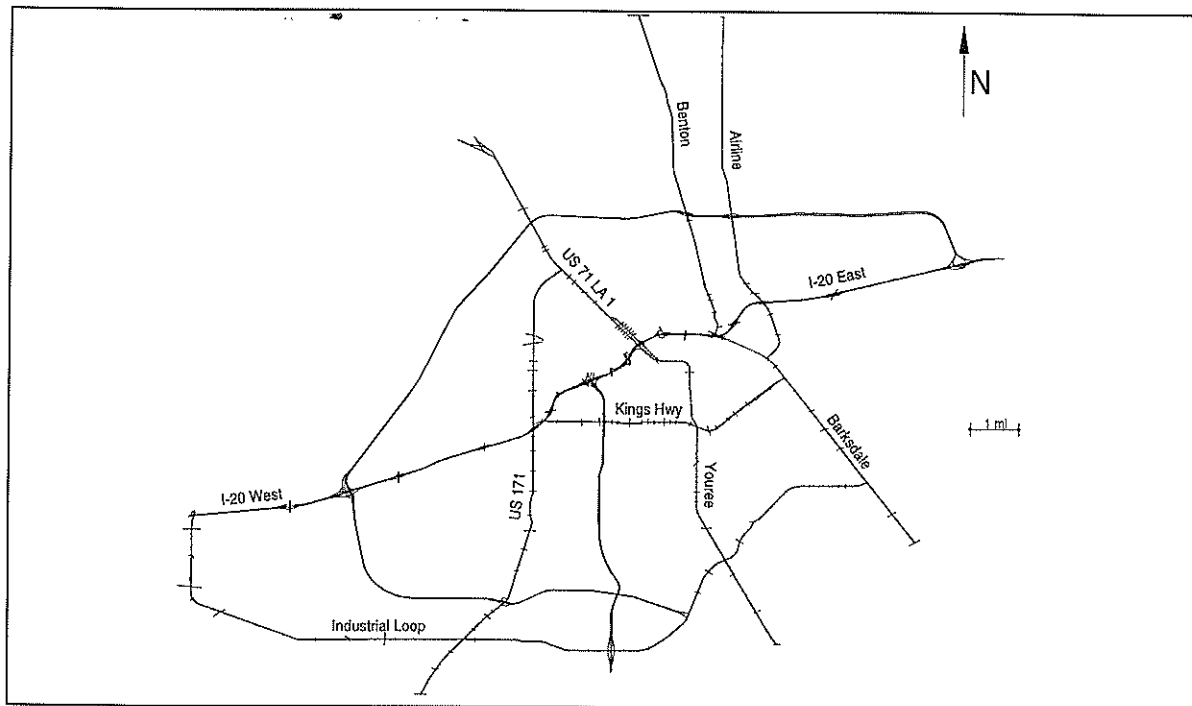 N
Benton
Airline
US 71 LA 1
I-20 East
Kings Hwy
1 mi
Barksdale
I-20 West
US 171
Youree
Industrial Loop